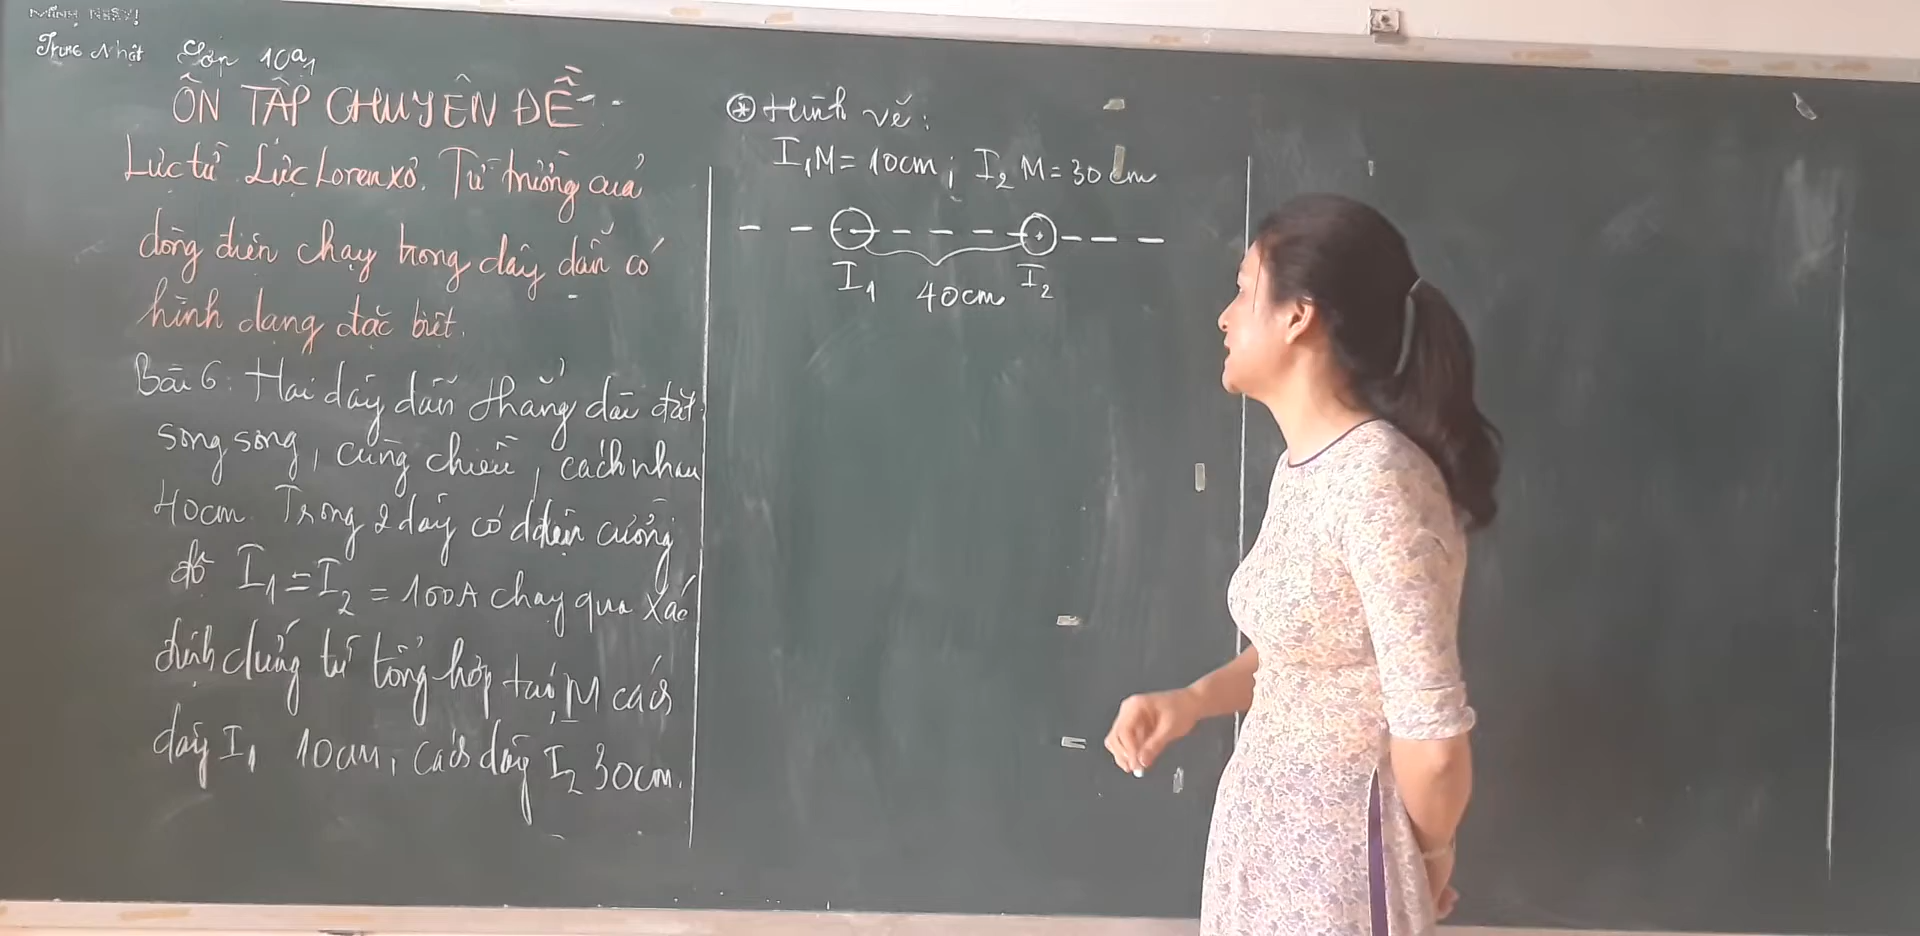 MINH NHẬT!
Trung Nhật
Lớp 10a1
ÔN TẬP CHUYÊN ĐỀ
Lực từ Lực Lorenxơ. Từ trường của
dòng điện chạy trong dây dẫn có
hình dạng đặc biệt.
Bài 6: Hai dây dẫn thẳng dài đặt
song song, cùng chiều, cách nhau
40cm. Trong 2 dây có dđiện cường
độ I1 = I2 = 100A chạy qua Xác
định cảm ứng từ tổng hợp tại M cách
dây I1 10cm, cách dây I2 30cm.
* Hình vẽ:
I1M = 10cm; I2M = 30cm
I1 40cm I2